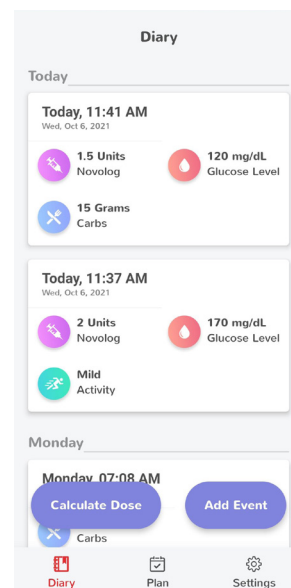 Diary
Today
Today, 11:41 AM
Wed, Oct 6, 2021
1.5 Units
Novolog
120 mg/dL
Glucose Level
15 Grams
Carbs
Today, 11:37 AM
Wed, Oct 6, 2021
2 Units
Novolog
170 mg/dL
Glucose Level
Mild
Activity
Monday
Monday, 07:08 AM
Calculate Dose
Add Event
Carbs
Diary
Plan
Settings